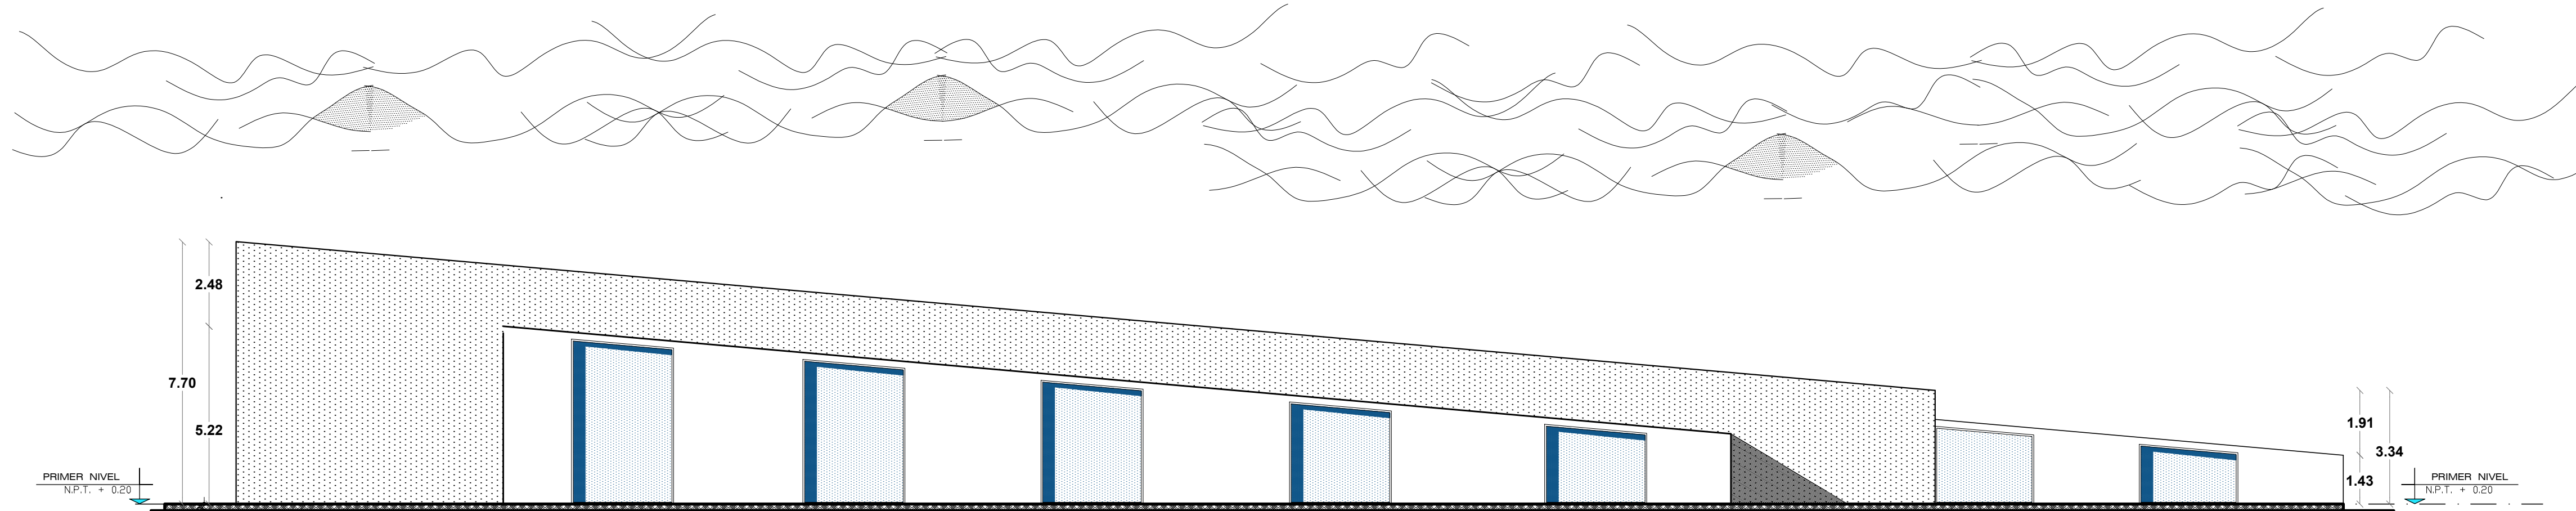 2.48
7.70
5.22
PRIMER NIVEL
N.P.T. + 0.20
1.91
3.34
1.43
PRIMER NIVEL
N.P.T. + 0.20